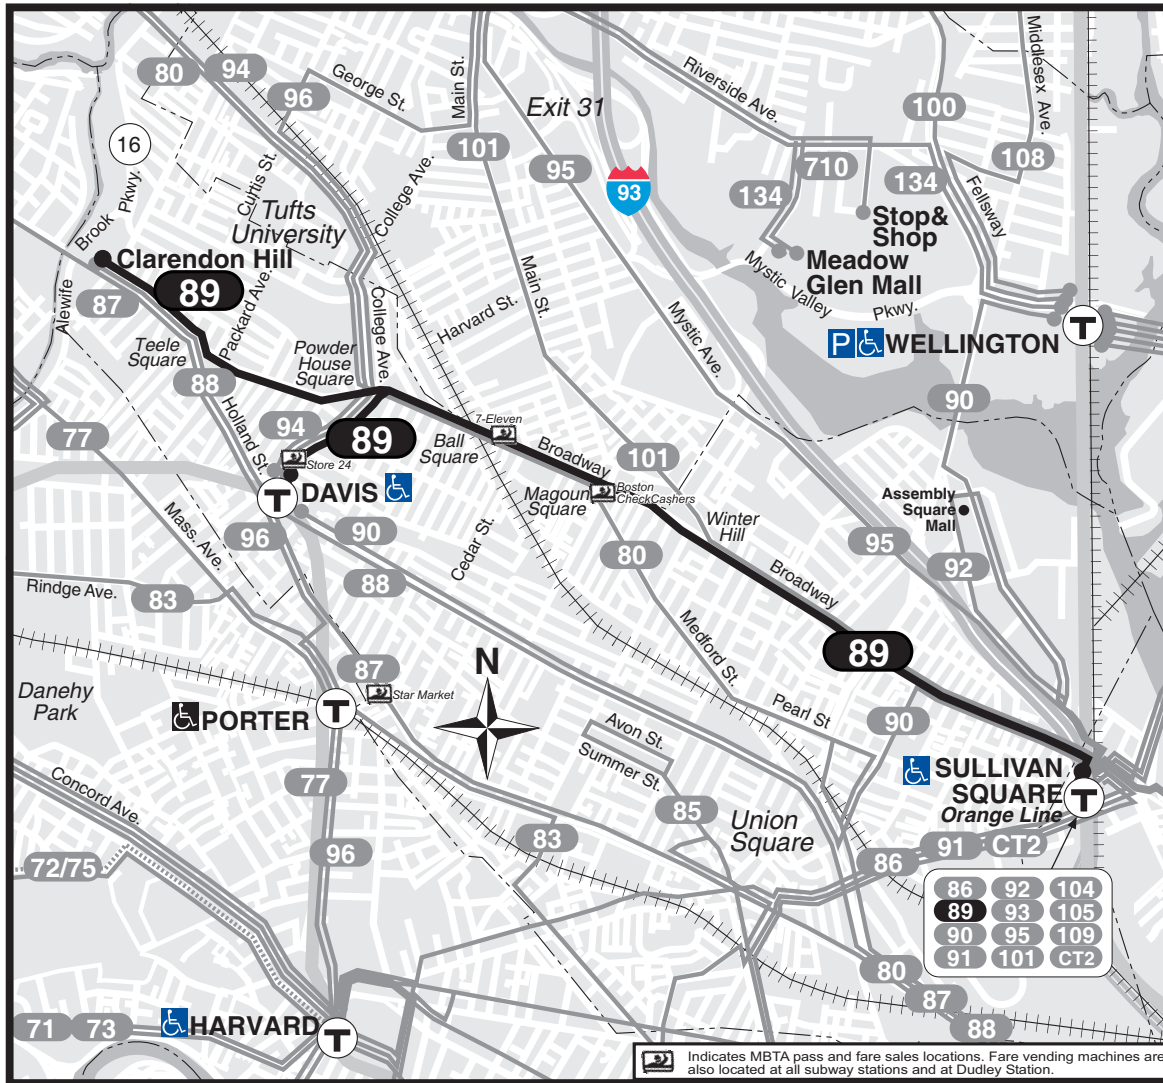 80
94
96
George St.
Main St.
101
Exit 31
95
Riverside Ave.
100
Middlesex Ave.
108
16
Brook
Pkwy.
Alewife
Curtis St.
College Ave.
Tufts
University
93
134
710
134
Fellsway
Stop&
Shop
Meadow
Glen Mall
Mystic Valley
Pkwy.
Clarendon Hill
89
87
Teele
Square
Packard Ave.
Powder
House
Square
College Ave.
Harvard St.
Main St.
Mystic Ave.
P WELLINGTON
T
88
Holland St.
94
89
77
Store 24
DAVIS
T
Ball
Square
7-Eleven
Broadway
101
Magoun
Square
Boston
CheckCashers
Winter
Hill
90
Assembly
Square
Mall
95
92
96
90
88
Mass. Ave.
Rindge Ave.
83
Cedar St.
80
Broadway
Medford St.
89
Pearl St
90
Danehy
Park
87
Star Market
PORTER
T
N
Avon St.
Summer St.
85
Union
Square
SULLIVAN
SQUARE
Orange Line
T
Concord Ave.
77
72/75
96
83
86
91
CT2
86 92 104
89 93 105
90 95 109
91 101 CT2
80
87
88
71
73
HARVARD
T
Indicates MBTA pass and fare sales locations. Fare vending machines are
also located at all subway stations and at Dudley Station.